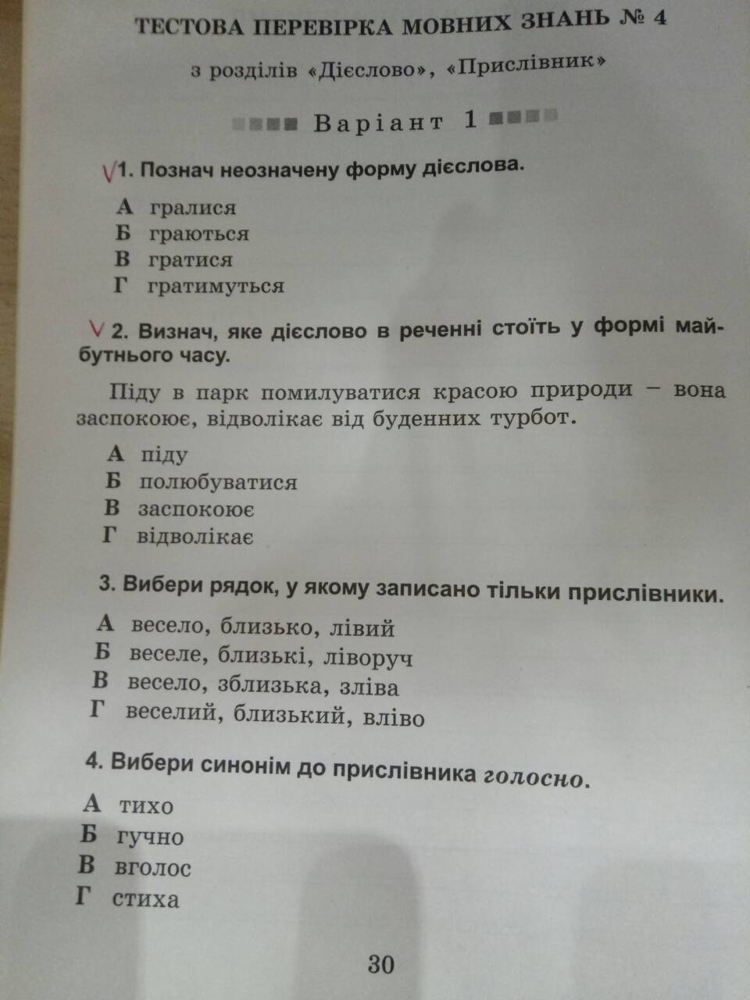 ТЕСТОВА ПЕРЕВІРКА МОВНИХ ЗНАНЬ № 4
з розділів «Дієслово», «Прислівник»
Варіант 1
1. Познач неозначену форму дієслова.
А гралися
Б граються
В гратися
Г гратимуться
2. Визнач, яке дієслово в реченні стоїть у формі май-
бутнього часу.
Піду в парк помилуватися красою природи – вона
заспокоює, відволікає від буденних турбот.
А піду
Б полюбуватися
В заспокоює
Г відволікає
3. Вибери рядок, у якому записано тільки прислівники.
А весело, близько, лівий
Б веселе, близькі, ліворуч
В весело, зблизька, зліва
Г веселий, близький, вліво
4. Вибери синонім до прислівника голосно.
А тихо
Б гучно
В вголос
Г стиха
30